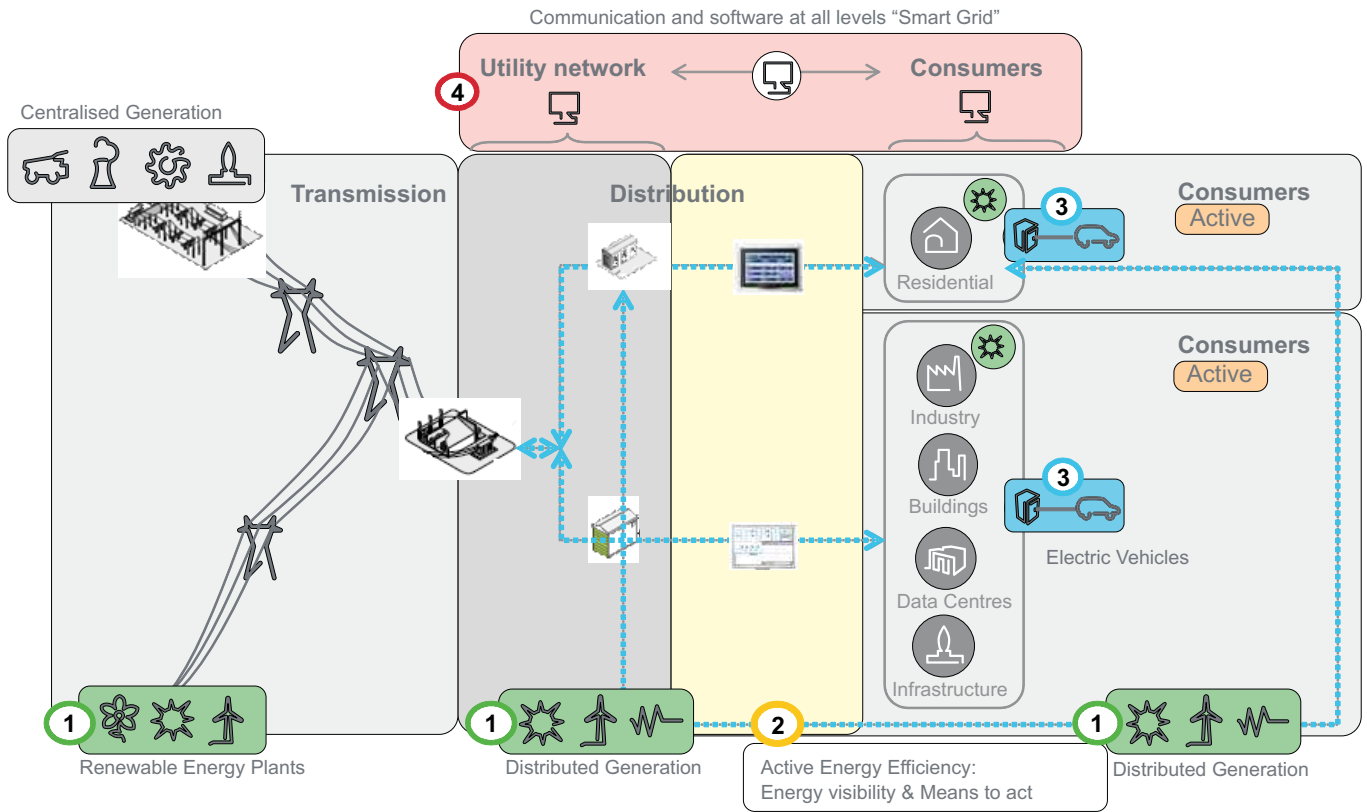 Communication and software at all levels “Smart Grid”
Utility network
Consumers
4
Centralised Generation
Transmission
Distribution
Consumers
Active
3
Residential
Consumers
Active
Industry
Buildings
3
Electric Vehicles
Data Centres
Infrastructure
1
Renewable Energy Plants
1
Distributed Generation
2
Active Energy Efficiency:
Energy visibility & Means to act
1
Distributed Generation